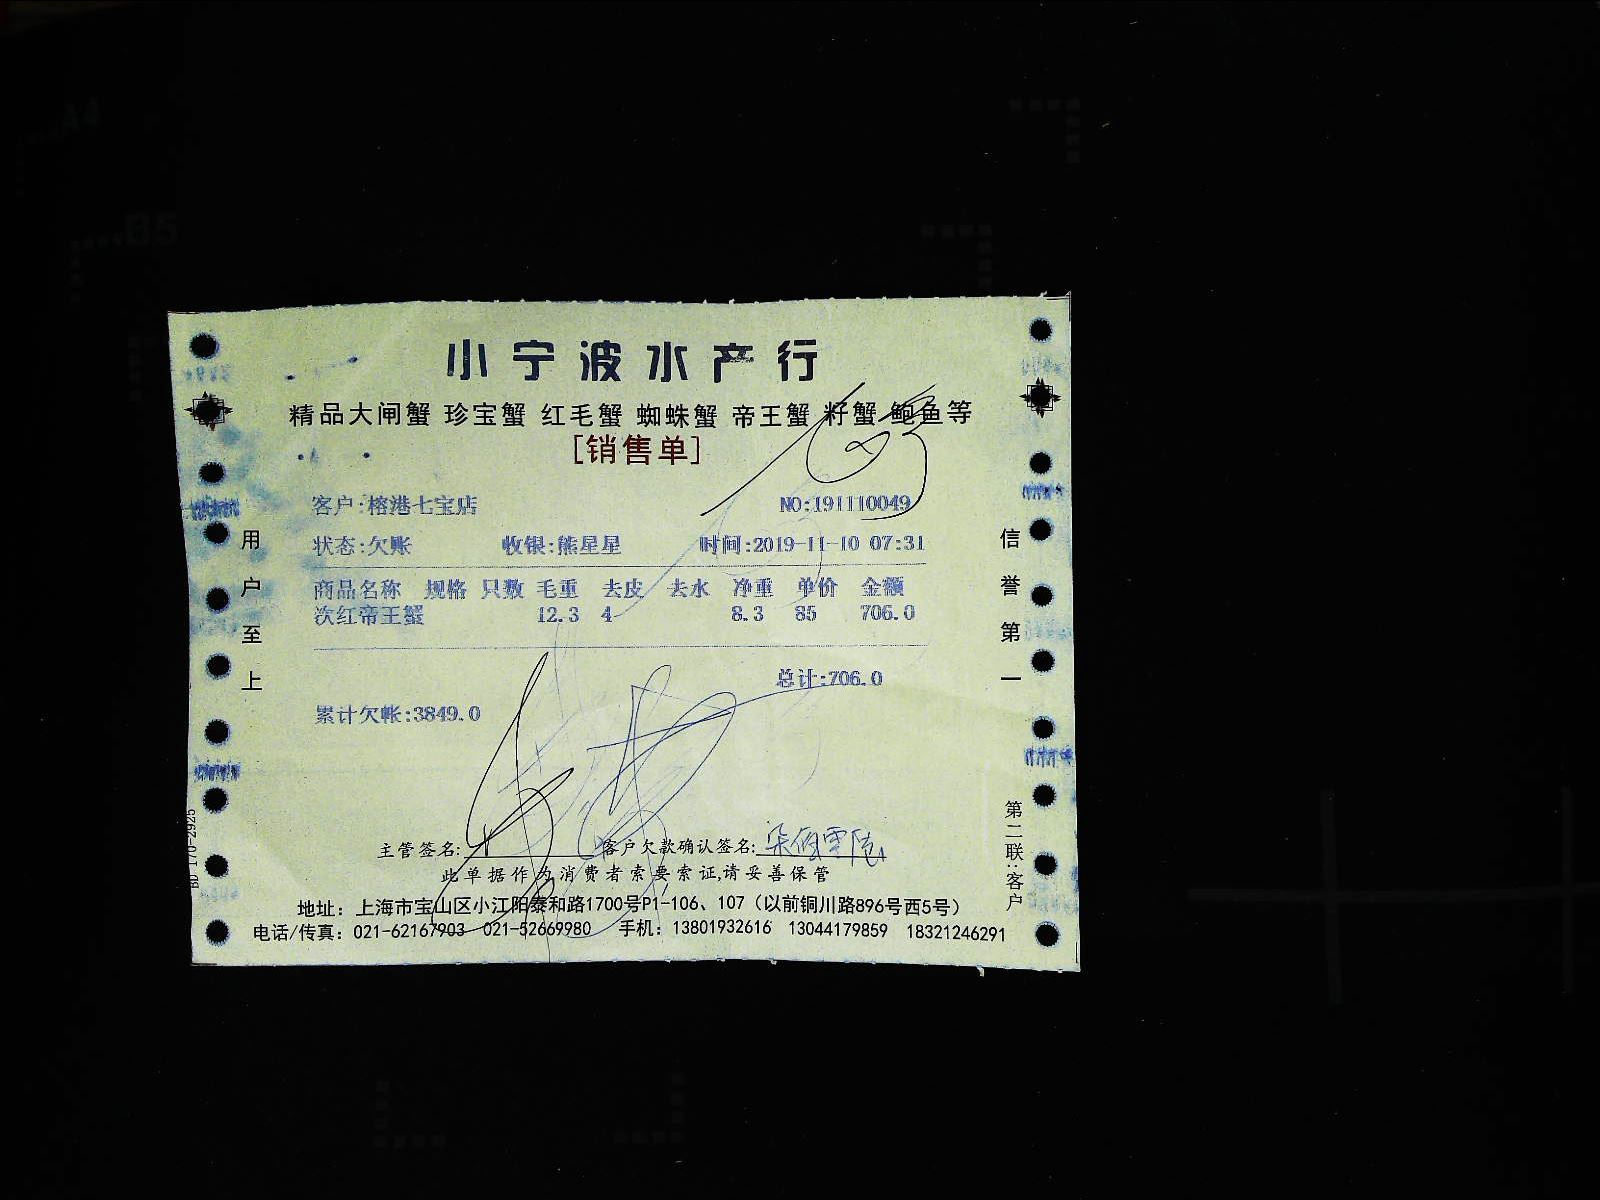 小宁波水产行
精品大闸蟹 珍宝蟹 红毛蟹 蜘蛛蟹 帝王蟹 籽蟹 鲍鱼等
[销售单]
客户:榕港七宝店 NO:191110049
状态:欠账 收银:熊星星 时间:2019-11-10 07:31
商品名称 规格 只数 毛重 去皮 去水 净重 单价 金额
次红帝王蟹 12.3 4 8.3 85 706.0
总计:706.0
累计欠帐:3849.0
主管签名: 客户欠款确认签名:
此单据作为消费者索要索证,请妥善保管
地址：上海市宝山区小江阳泰和路1700号P1-106、107（以前铜川路896号西5号）
电话/传真：021-62167903 021-52669980 手机：13801932616 13044179859 18321246291
用户至上
信誉第一
第二联:客户
A4
B5